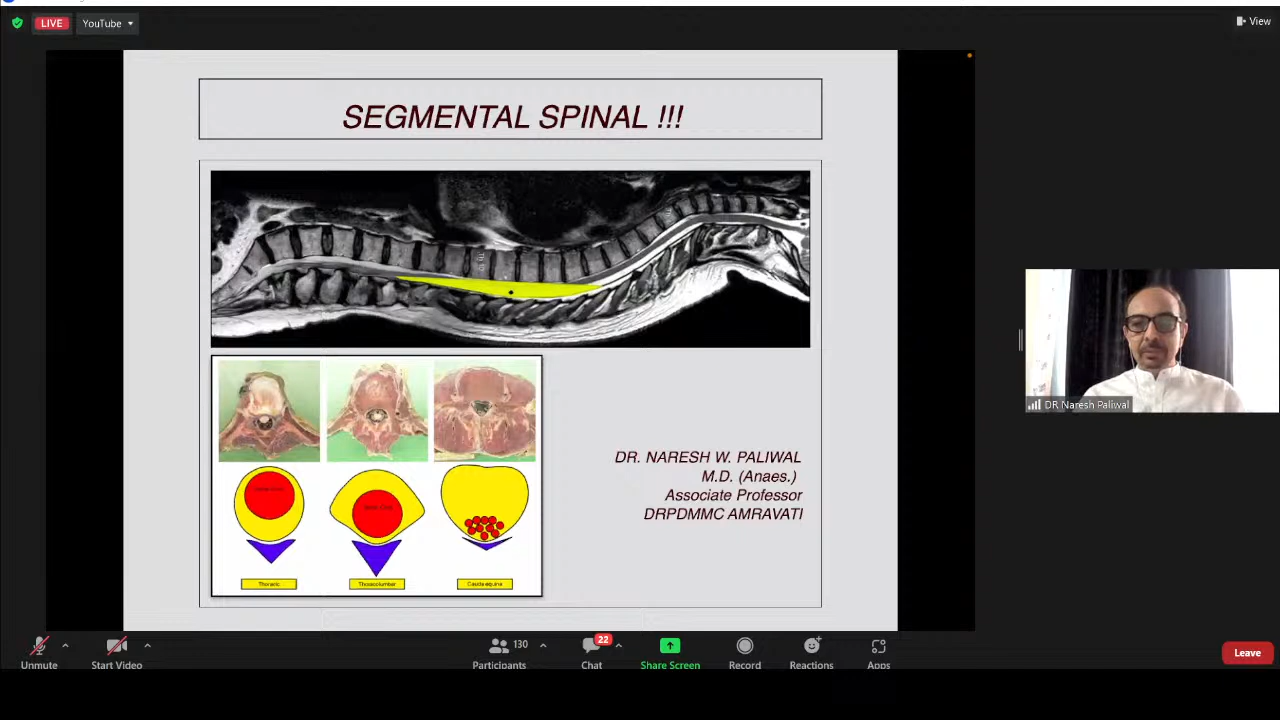 LIVE
YouTube
View
SEGMENTAL SPINAL !!!
DR. NARESH W. PALIWAL
M.D. (Anaes.)
Associate Professor
DRPDMMC AMRAVATI
Thoracic
Thoracolumber
Cauda equina
DR Naresh Paliwal
Unmute
Start Video
130
Participants
22
Chat
Share Screen
Record
Reactions
Apps
Leave